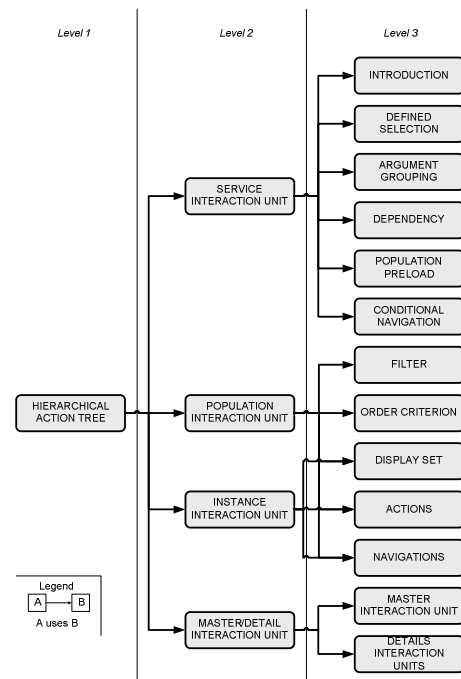 Level 1
Level 2
Level 3
INTRODUCTION
DEFINED
SELECTION
ARGUMENT
GROUPING
SERVICE
INTERACTION UNIT
DEPENDENCY
POPULATION
PRELOAD
CONDITIONAL
NAVIGATION
FILTER
HIERARCHICAL
ACTION TREE
POPULATION
INTERACTION UNIT
ORDER CRITERION
DISPLAY SET
INSTANCE
INTERACTION UNIT
ACTIONS
NAVIGATIONS
Legend
A
B
A uses B
MASTER/DETAIL
INTERACTION UNIT
MASTER
INTERACTION UNIT
DETAILS
INTERACTION
UNITS